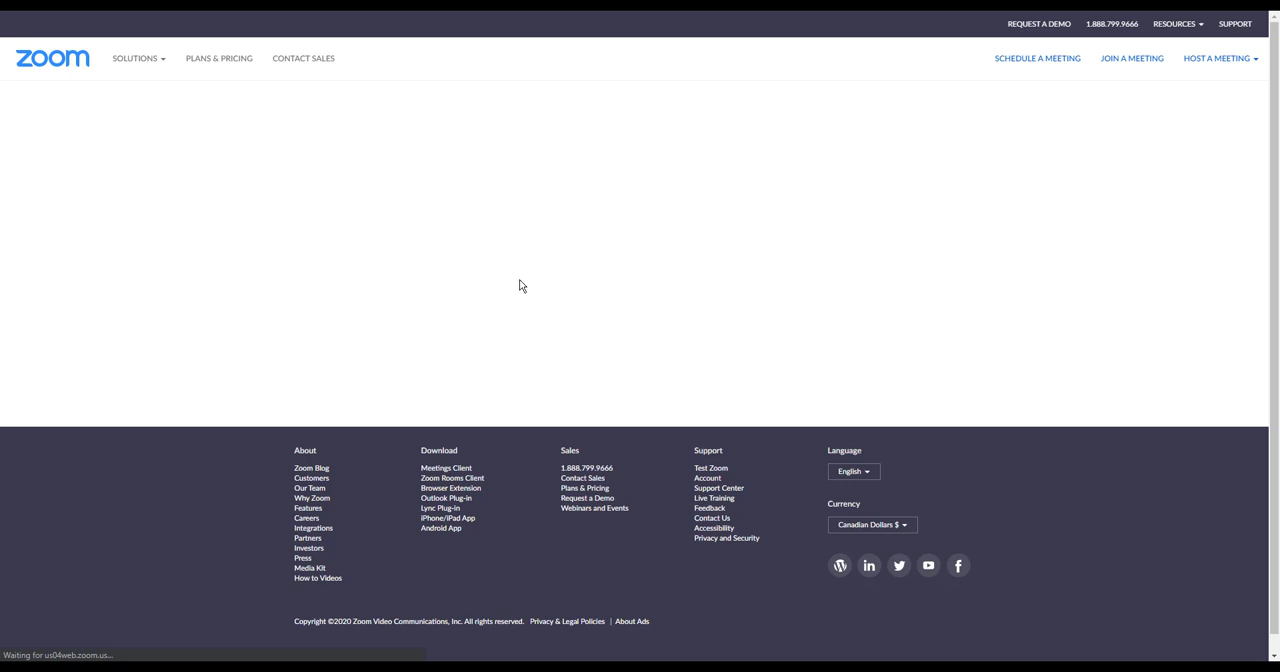 REQUEST A DEMO 1.888.799.9666 RESOURCES SUPPORT
zoom SOLUTIONS PLANS & PRICING CONTACT SALES SCHEDULE A MEETING JOIN A MEETING HOST A MEETING
About
Zoom Blog
Customers
Our Team
Why Zoom
Features
Careers
Integrations
Partners
Investors
Press
Media Kit
How to Videos
Download
Meetings Client
Zoom Rooms Client
Browser Extension
Outlook Plug-in
Lync Plug-in
iPhone/iPad App
Android App
Sales
1.888.799.9666
Contact Sales
Plans & Pricing
Request a Demo
Webinars and Events
Support
Test Zoom
Account
Support Center
Live Training
Feedback
Contact Us
Accessibility
Privacy and Security
Language
English
Currency
Canadian Dollars $
Copyright ©2020 Zoom Video Communications, Inc. All rights reserved. Privacy & Legal Policies | About Ads
Waiting for us04web.zoom.us...